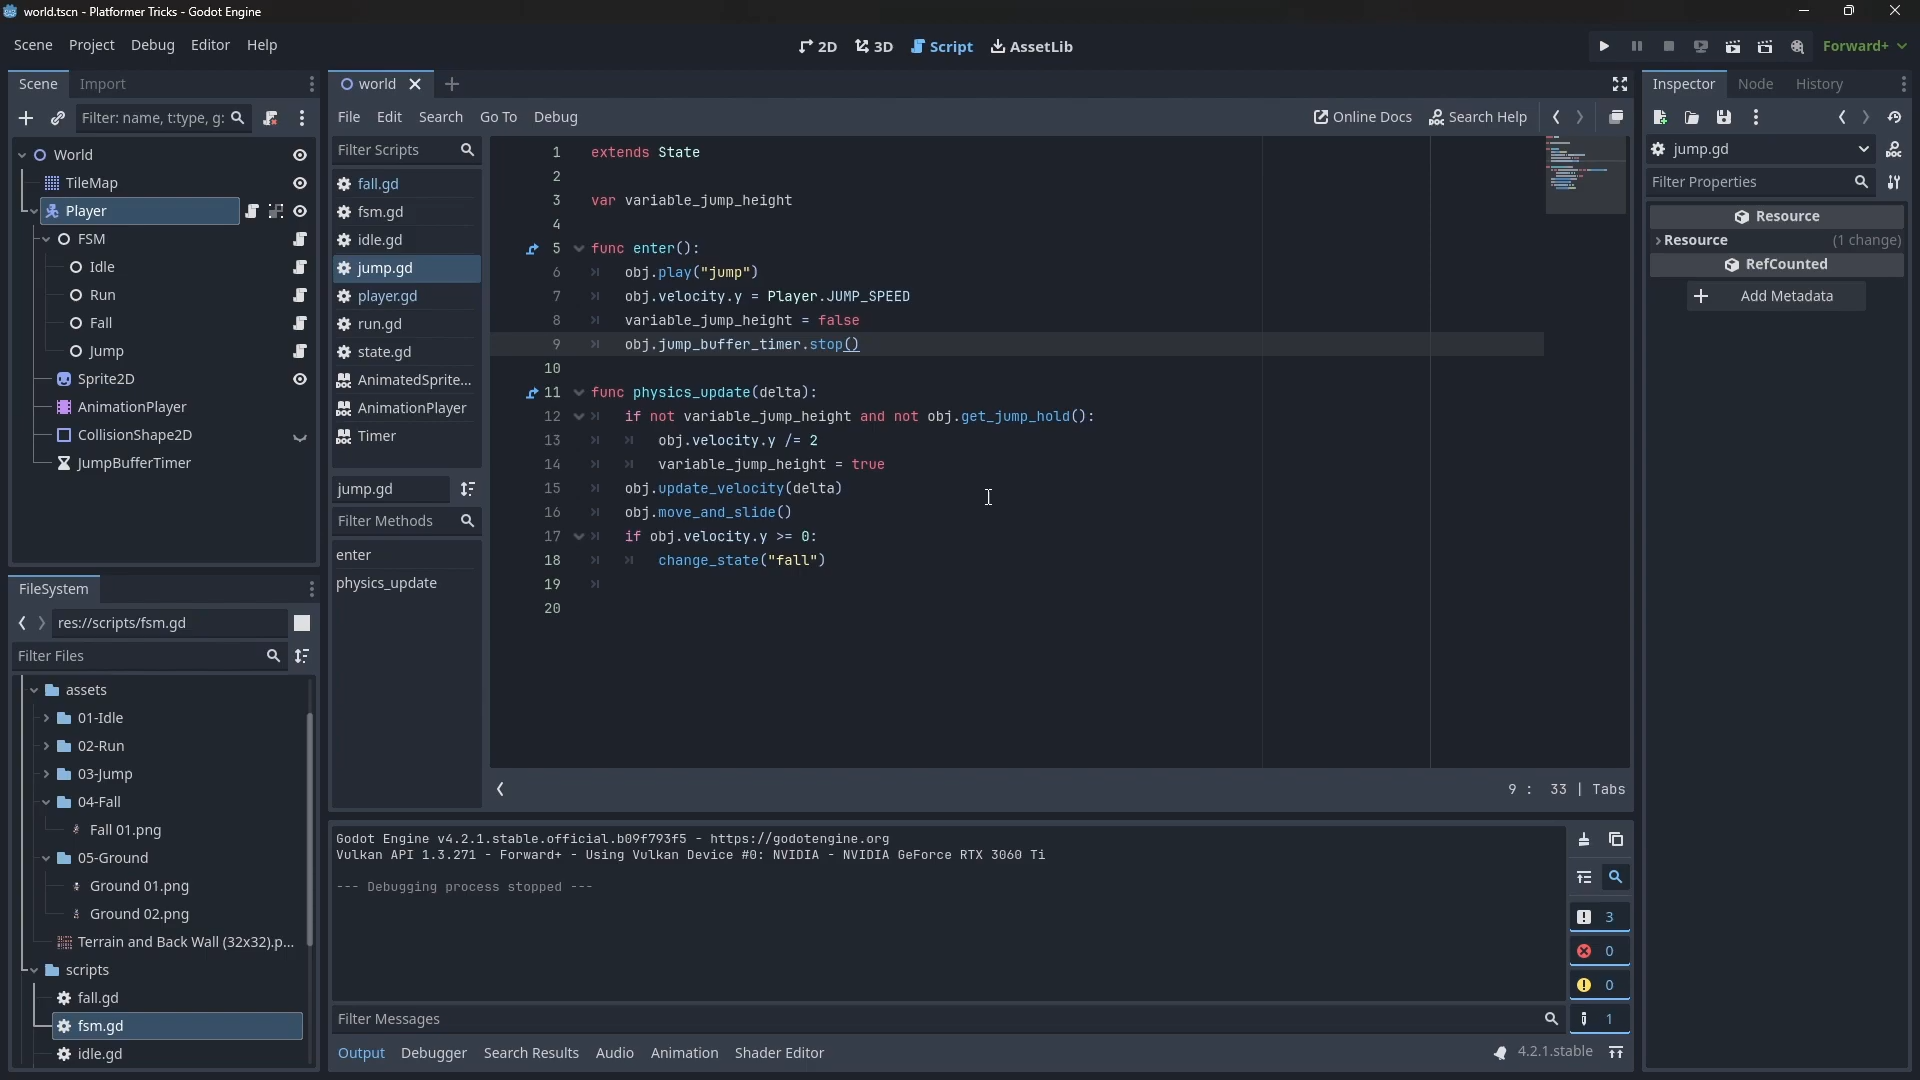 world.tscn - Platformer Tricks - Godot Engine
Scene Project Debug Editor Help
2D 3D Script AssetLib
Forward+
Scene Import
Filter: name, t:type, g:
World
TileMap
Player
FSM
Idle
Run
Fall
Jump
Sprite2D
AnimationPlayer
CollisionShape2D
JumpBufferTimer
FileSystem
res://scripts/fsm.gd
Filter Files
assets
01-Idle
02-Run
03-Jump
04-Fall
Fall 01.png
05-Ground
Ground 01.png
Ground 02.png
Terrain and Back Wall (32x32).p...
scripts
fall.gd
fsm.gd
idle.gd
world
File Edit Search Go To Debug
Online Docs Search Help
Filter Scripts
fall.gd
fsm.gd
idle.gd
jump.gd
player.gd
run.gd
state.gd
AnimatedSprite...
AnimationPlayer
Timer
jump.gd
Filter Methods
enter
physics_update
1 extends State
2
3 var variable_jump_height
4
5 func enter():
6 obj.play("jump")
7 obj.velocity.y = Player.JUMP_SPEED
8 variable_jump_height = false
9 obj.jump_buffer_timer.stop()
10
11 func physics_update(delta):
12 if not variable_jump_height and not obj.get_jump_hold():
13 obj.velocity.y /= 2
14 variable_jump_height = true
15 obj.update_velocity(delta)
16 obj.move_and_slide()
17 if obj.velocity.y >= 0:
18 change_state("fall")
19
20
9 : 33 | Tabs
Godot Engine v4.2.1.stable.official.b09f793f5 - https://godotengine.org
Vulkan API 1.3.271 - Forward+ - Using Vulkan Device #0: NVIDIA - NVIDIA GeForce RTX 3060 Ti
--- Debugging process stopped ---
3
0
0
1
Filter Messages
Output Debugger Search Results Audio Animation Shader Editor
4.2.1.stable
Inspector Node History
jump.gd
Filter Properties
Resource
Resource (1 change)
RefCounted
Add Metadata